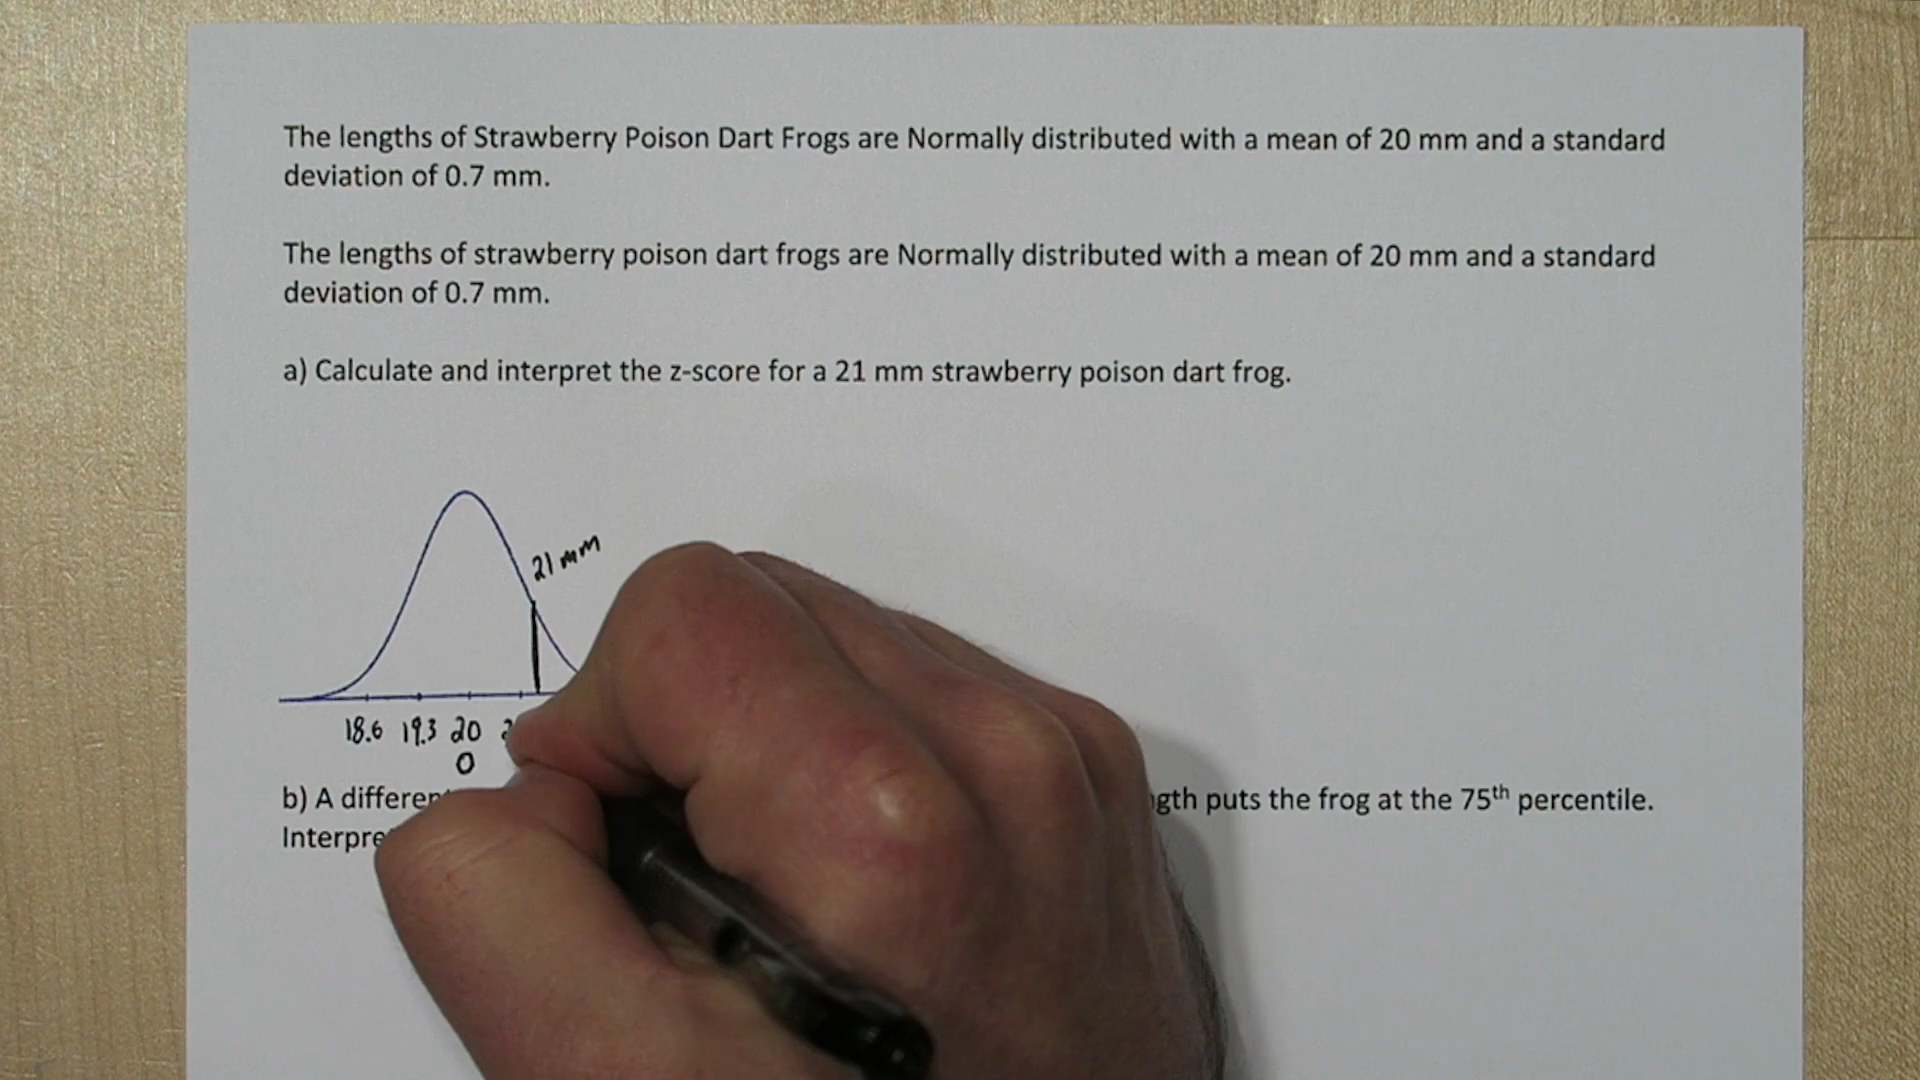 The lengths of Strawberry Poison Dart Frogs are Normally distributed with a mean of 20 mm and a standard
deviation of 0.7 mm.
The lengths of strawberry poison dart frogs are Normally distributed with a mean of 20 mm and a standard
deviation of 0.7 mm.
a) Calculate and interpret the z-score for a 21 mm strawberry poison dart frog.
21 mm
18.6 19.3 20
0
b) A puts the frog at the 75th percentile.